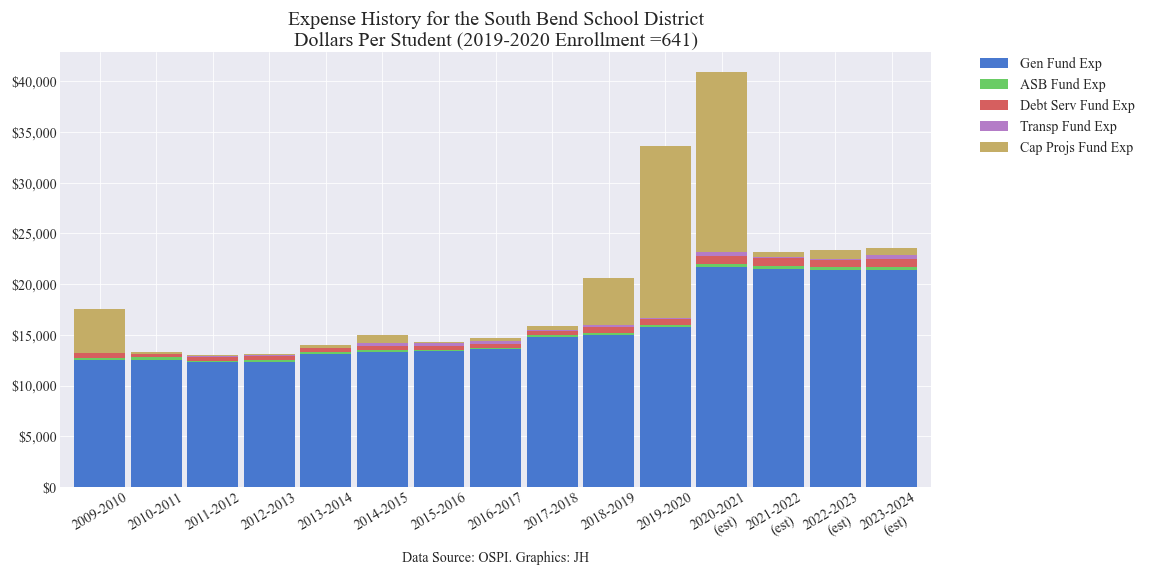 Expense History for the South Bend School District
Dollars Per Student (2019-2020 Enrollment =641)
$40,000
$35,000
$30,000
$25,000
$20,000
$15,000
$10,000
$5,000
$0
2009-2010
2010-2011
2011-2012
2012-2013
2013-2014
2014-2015
2015-2016
2016-2017
2017-2018
2018-2019
2019-2020
2020-2021
(est)
2021-2022
(est)
2022-2023
(est)
2023-2024
(est)
Gen Fund Exp
ASB Fund Exp
Debt Serv Fund Exp
Transp Fund Exp
Cap Projs Fund Exp
Data Source: OSPI. Graphics: JH